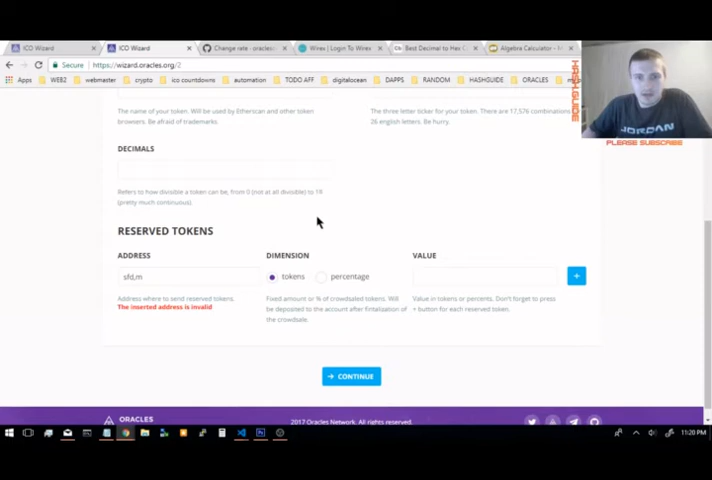 ICO Wizard
ICO Wizard
Change rate · oracles
Wirex | Login To Wirex
Best Decimal to Hex C
Algebra Calculator - M
Secure
https://wizard.oracles.org/2
Apps
WEB2
webmaster
crypto
ico countdowns
automation
TODO AFF
digitalocean
DAPPS
RANDOM
HASHGUIDE
ORACLES
HASHGUIDE
JORDAN
PLEASE SUBSCRIBE
The name of your token. Will be used by Etherscan and other token
browsers. Be afraid of trademarks.
The three letter ticker for your token. There are 17,576 combinations
26 english letters. Be hurry.
DECIMALS
Refers to how divisible a token can be, from 0 (not at all divisible) to 18
(pretty much continuous).
RESERVED TOKENS
ADDRESS
DIMENSION
VALUE
sfd,m
tokens
percentage
+
Address where to send reserved tokens.
The inserted address is invalid
Fixed amount or % of crowdsaled tokens. Will
be deposited to the account after fintalization of
the crowdsale.
Value in tokens or percents. Don't forget to press
+ button for each reserved token.
CONTINUE
ORACLES
2017 Oracles Network. All rights reserved.
11:20 PM